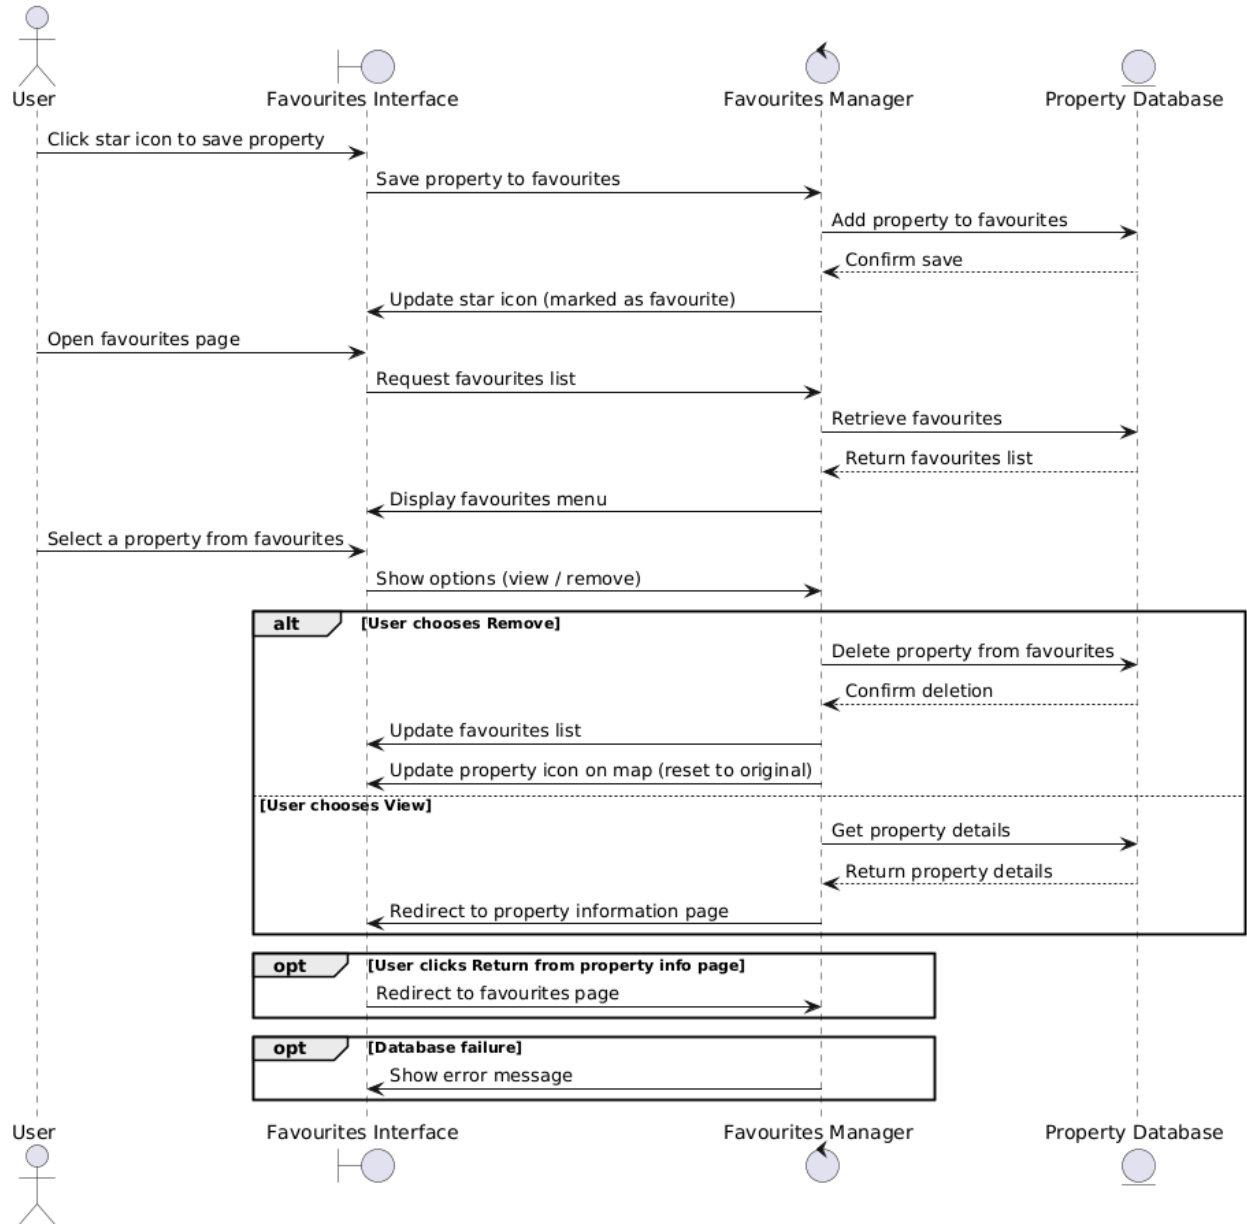 User
Favourites Interface
Favourites Manager
Property Database
Click star icon to save property
Save property to favourites
Add property to favourites
Confirm save
Update star icon (marked as favourite)
Open favourites page
Request favourites list
Retrieve favourites
Return favourites list
Display favourites menu
Select a property from favourites
Show options (view / remove)
alt [User chooses Remove]
Delete property from favourites
Confirm deletion
Update favourites list
Update property icon on map (reset to original)
[User chooses View]
Get property details
Return property details
Redirect to property information page
opt [User clicks Return from property info page]
Redirect to favourites page
opt [Database failure]
Show error message
User
Favourites Interface
Favourites Manager
Property Database